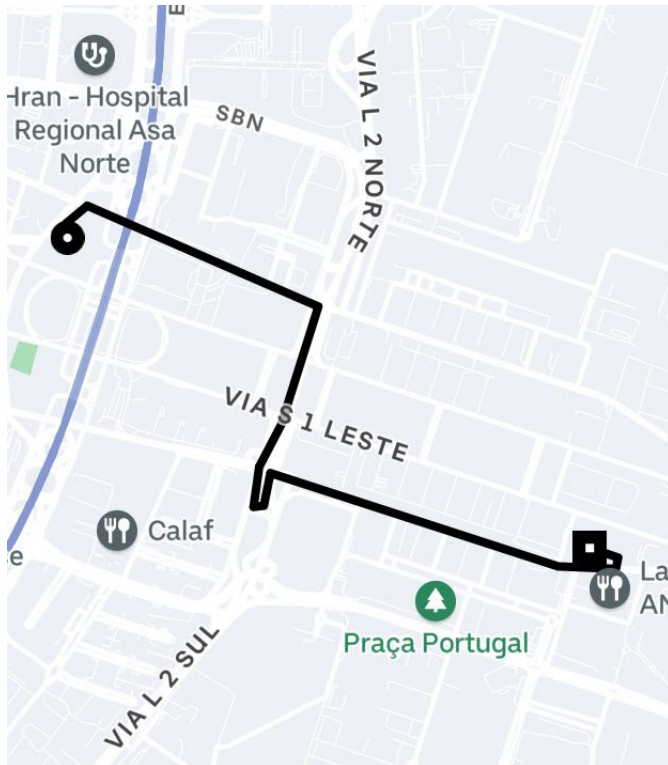 Hran - Hospital
Regional Asa
Norte
SBN
VIA L 2 NORTE
VIA S 1 LESTE
Calaf
Praça Portugal
VIA L 2 SUL